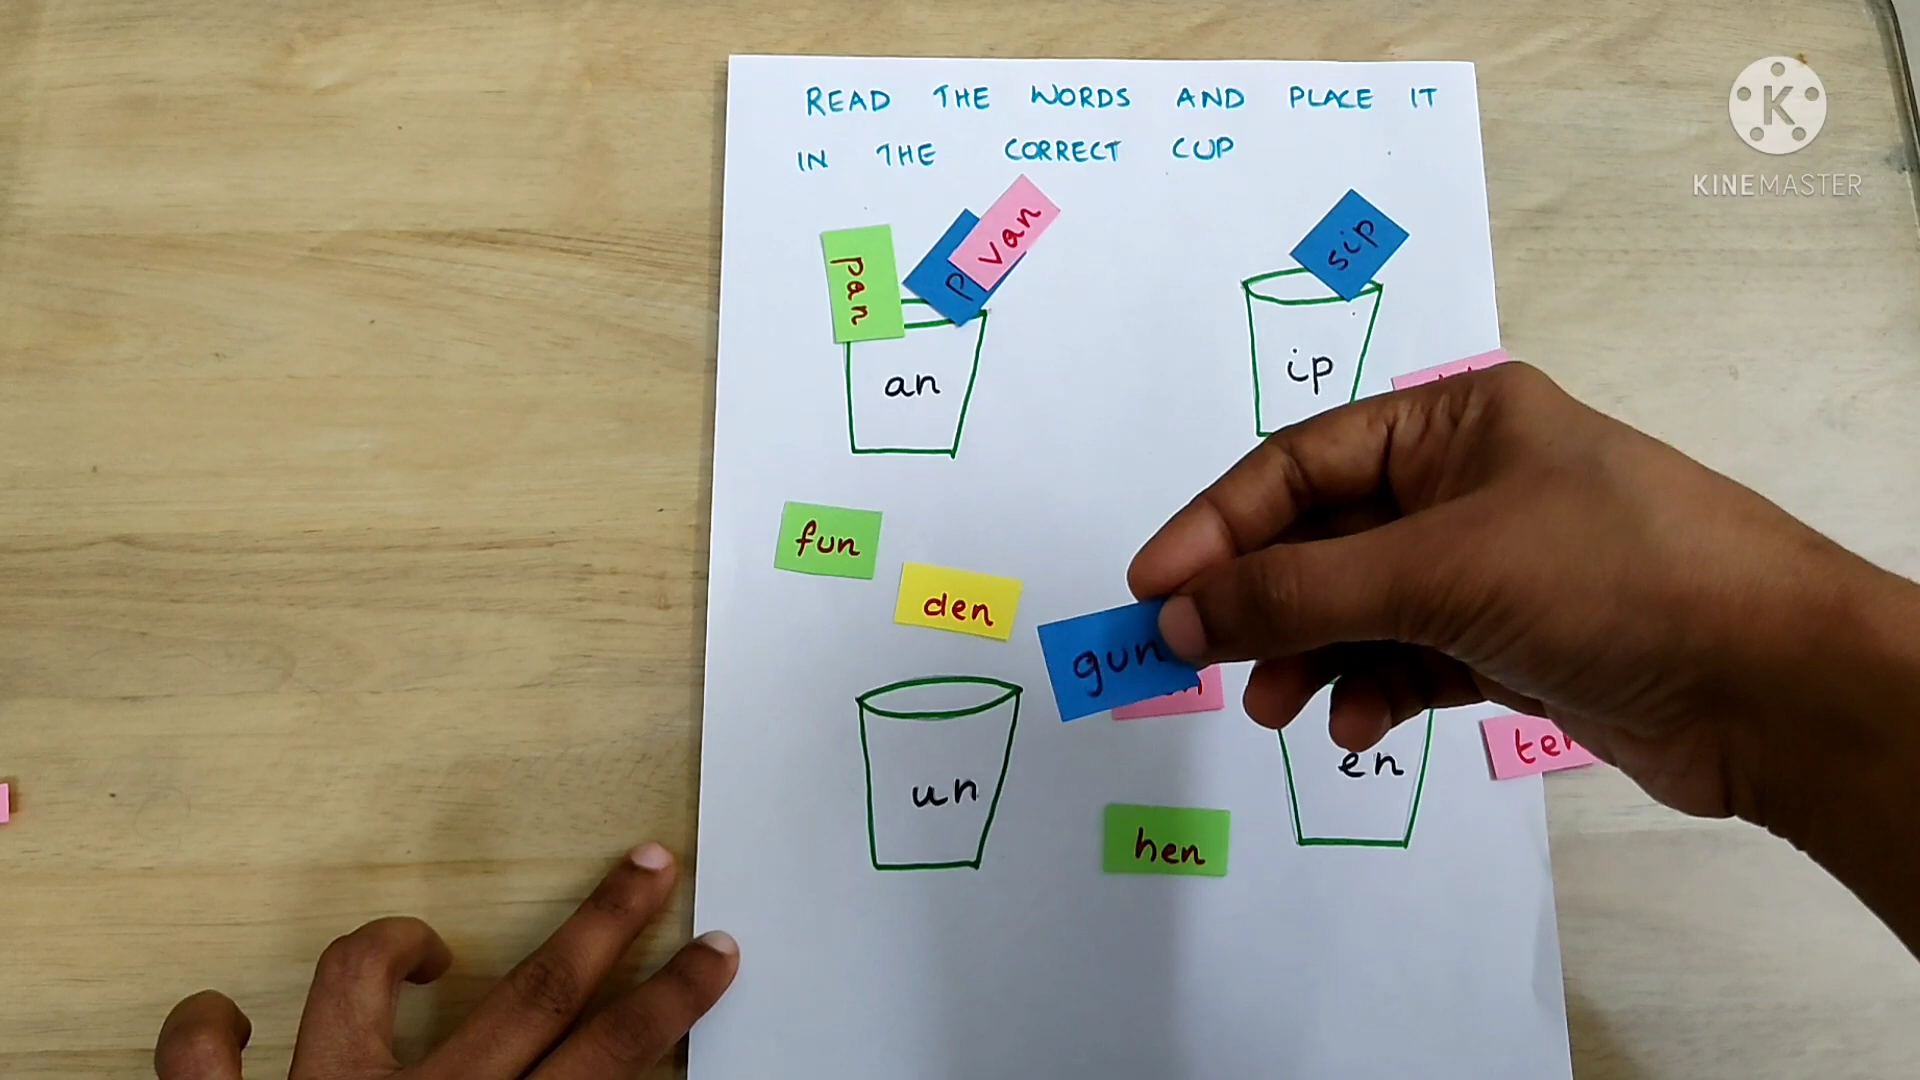 READ THE WORDS AND PLACE IT
IN THE CORRECT CUP
KINEMASTER
pan
van
sip
an
ip
fun
den
gun
un
en
ten
hen